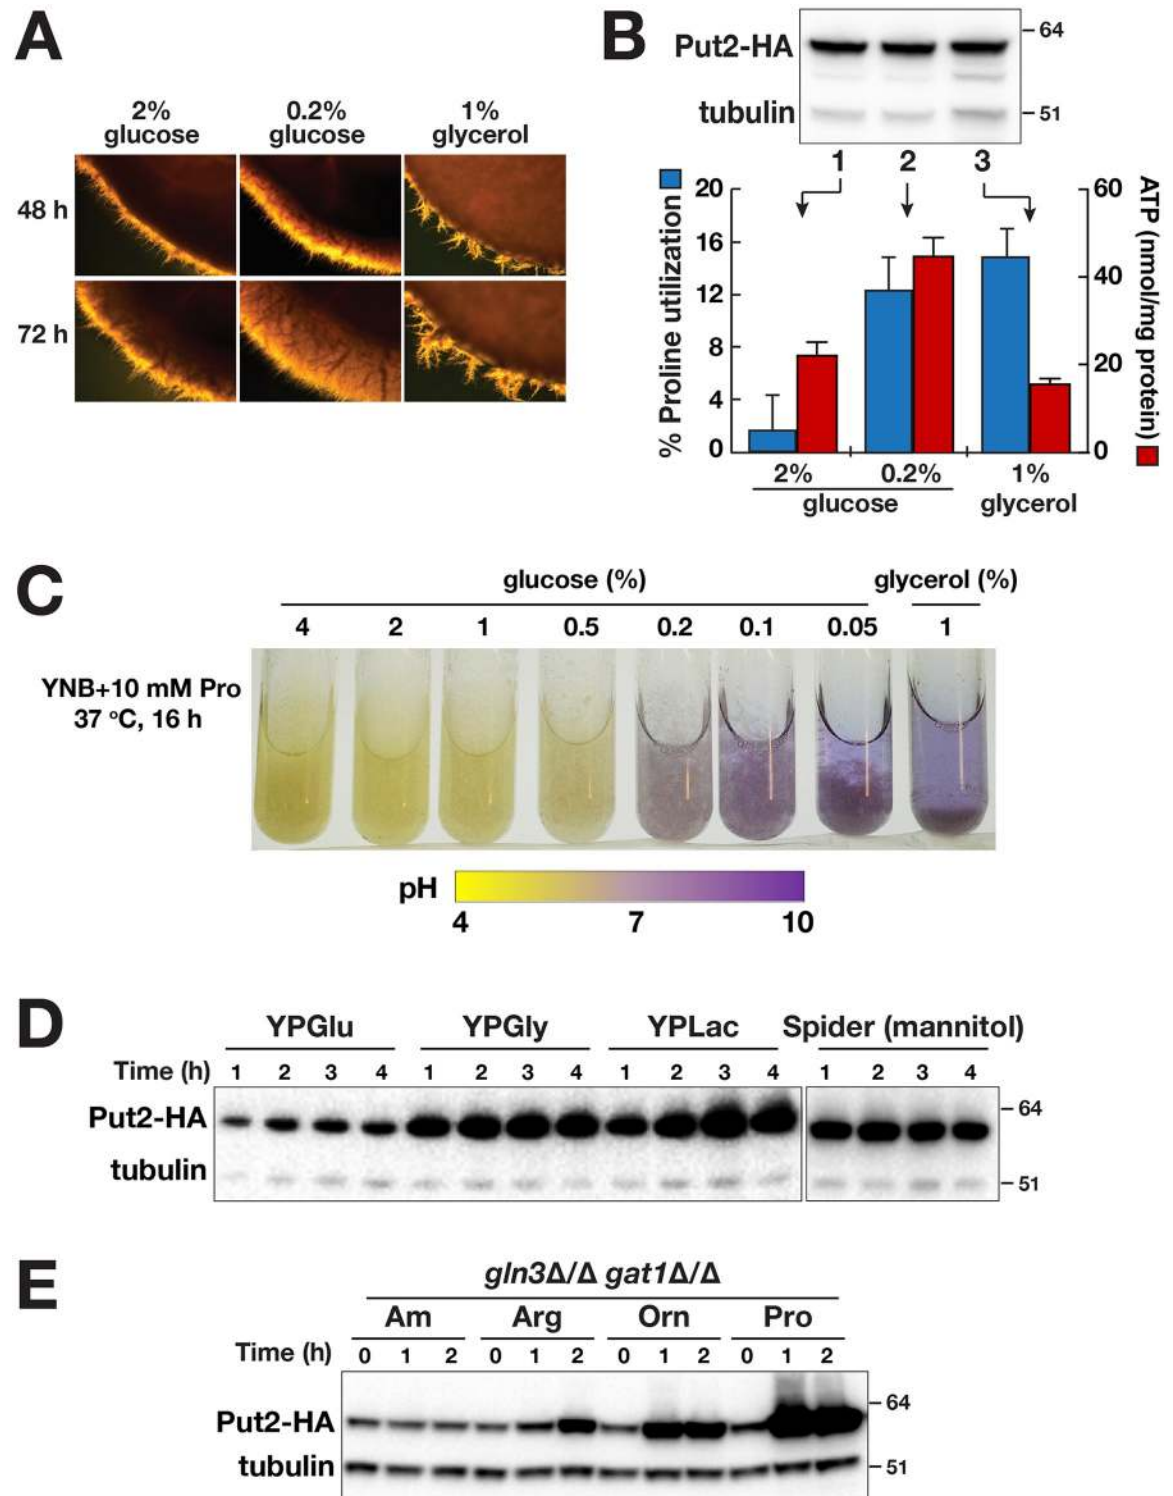 A
2% glucose
0.2% glucose
1% glycerol
48 h
72 h
B
Put2-HA
tubulin
64
51
1 2 3
% Proline utilization
20
16
12
8
4
0
ATP (nmol/mg protein)
60
40
20
0
2% 0.2% 1%
glucose glycerol
C
glucose (%) glycerol (%)
4 2 1 0.5 0.2 0.1 0.05 1
YNB+10 mM Pro
37 °C, 16 h
pH
4 7 10
D
YPGlu YPGly YPLac Spider (mannitol)
Time (h) 1 2 3 4 1 2 3 4 1 2 3 4 1 2 3 4
Put2-HA
64
tubulin
51
E
gln3Δ/Δ gat1Δ/Δ
Am Arg Orn Pro
Time (h) 0 1 2 0 1 2 0 1 2 0 1 2
64
Put2-HA
tubulin
51